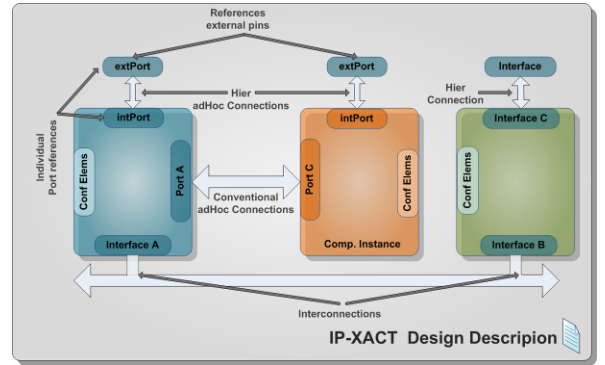 References
external pins
extPort
extPort
Interface
Hier
adHoc Connections
Hier
Connection
intPort
intPort
Interface C
Individual
Port references
Conf Elems
Port A
Port C
Conf Elems
Conf Elems
Conventional
adHoc Connections
Interface A
Comp. Instance
Interface B
Interconnections
IP-XACT Design Descripion